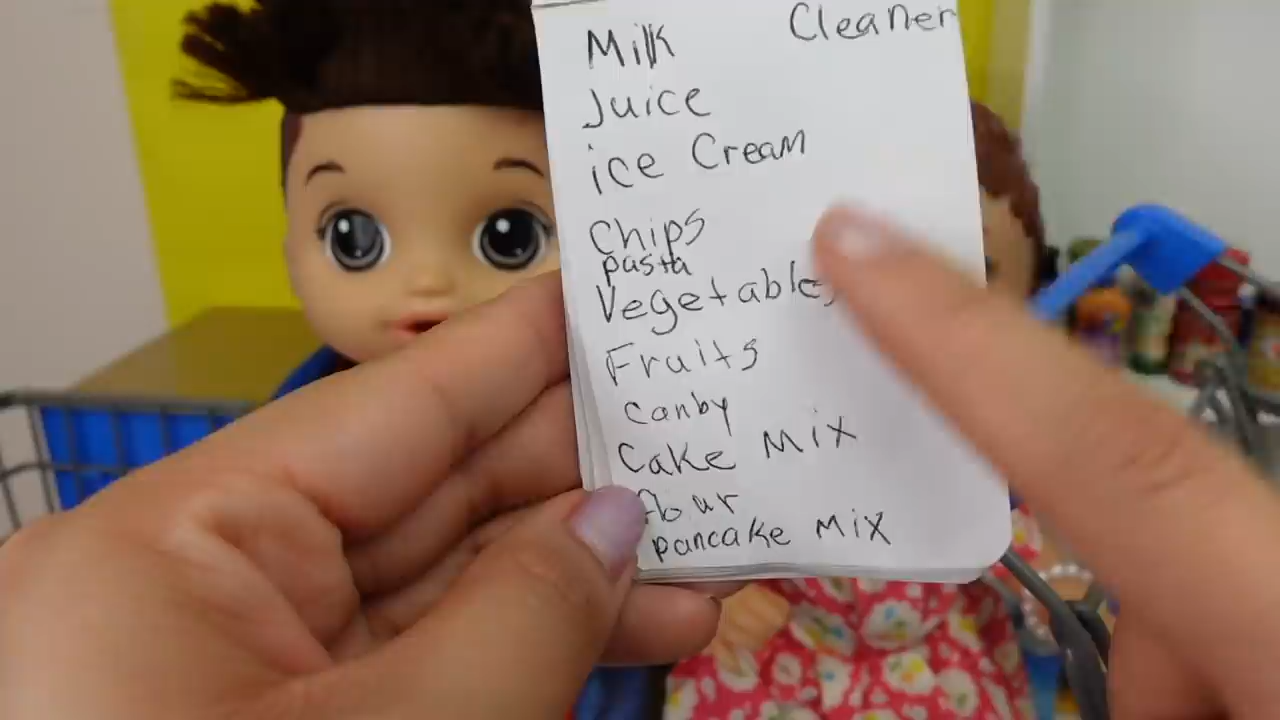 Milk
Cleaner
Juice
ice Cream
Chips
pasta
Vegetables
Fruits
canby
Cake Mix
flour
pancake Mix